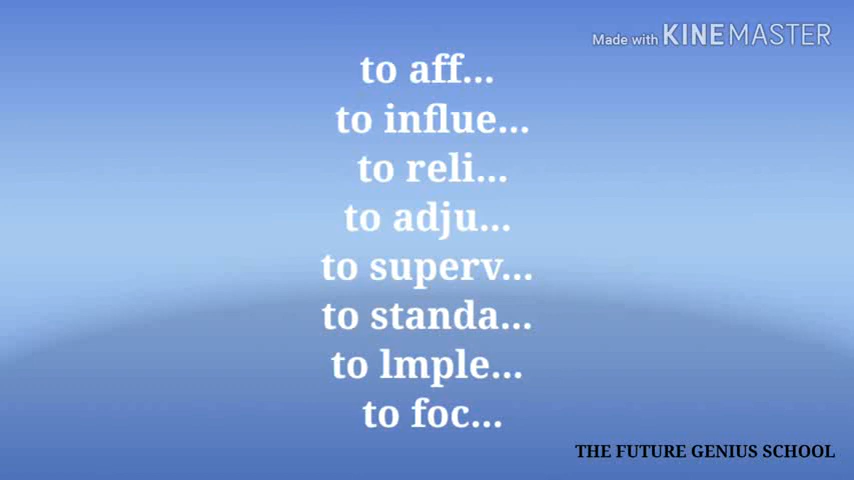 Made with KINEMASTER
to aff...
to influe...
to reli...
to adju...
to superv...
to standa...
to lmple...
to foc...
THE FUTURE GENIUS SCHOOL